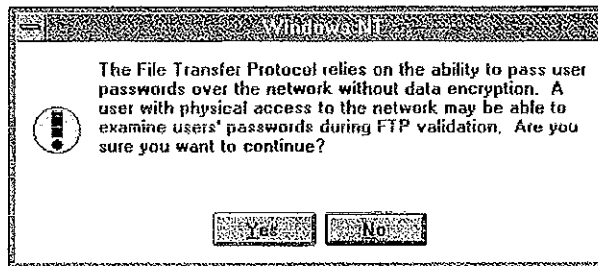 Windows NT
The File Transfer Protocol relies on the ability to pass user
passwords over the network without data encryption. A
user with physical access to the network may be able to
examine users' passwords during FTP validation. Are you
sure you want to continue?
Yes
No